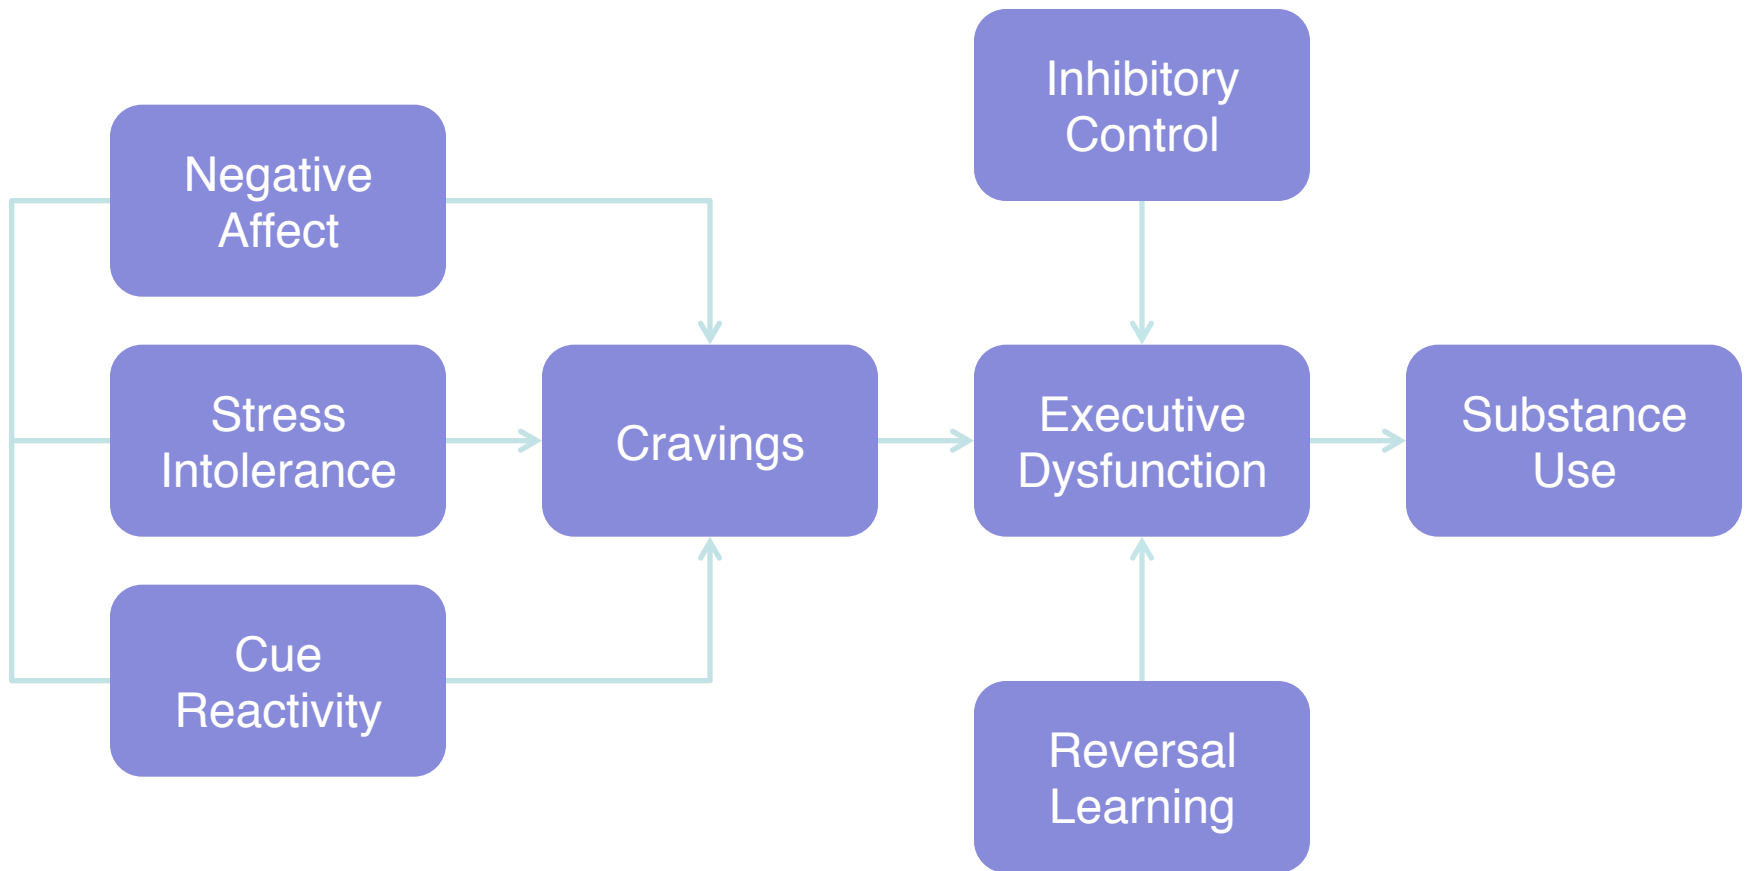 Negative
Affect
Stress
Intolerance
Cue
Reactivity
Cravings
Inhibitory
Control
Executive
Dysfunction
Reversal
Learning
Substance
Use